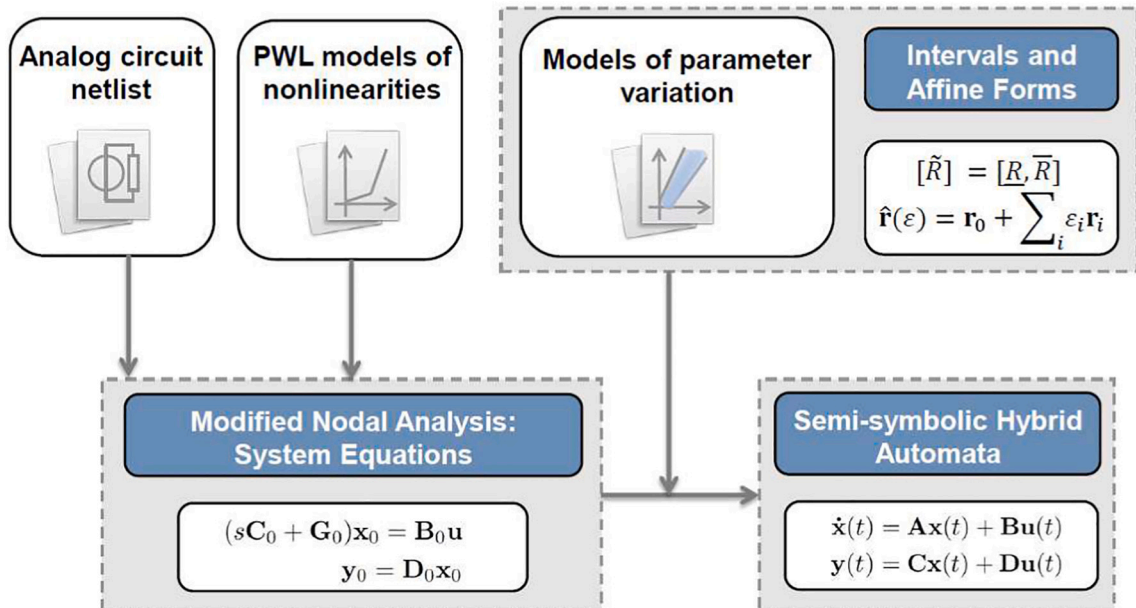 Analog circuit
netlist
PWL models of
nonlinearities
Models of parameter
variation
Intervals and
Affine Forms
[R̃] = [R̲, R̅]
r̂(ε) = r₀ + ∑ᵢ εᵢrᵢ
Modified Nodal Analysis:
System Equations
(sC₀ + G₀)x₀ = B₀u
y₀ = D₀x₀
Semi-symbolic Hybrid
Automata
ẋ(t) = Ax(t) + Bu(t)
y(t) = Cx(t) + Du(t)